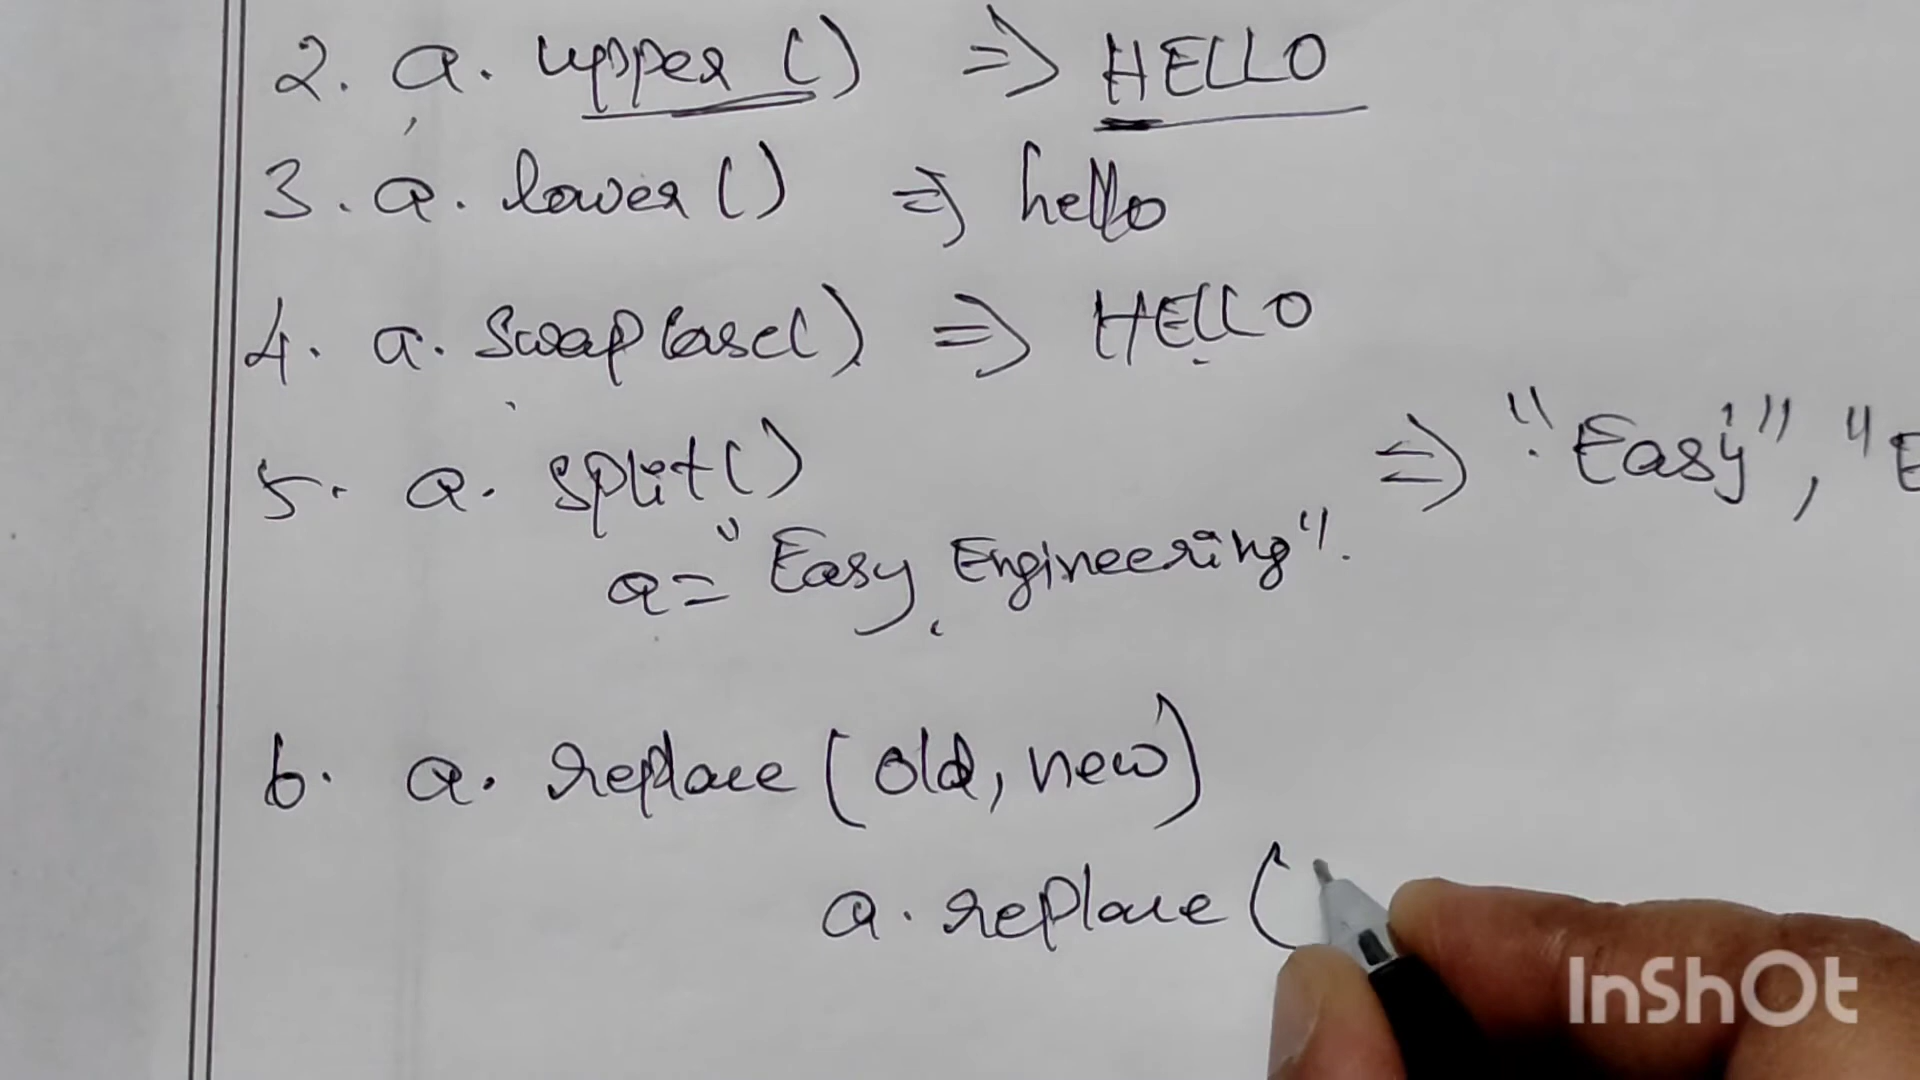 2. a. upper () => HELLO
3. a. lower () => hello
4. a. swapcase() => HELLO
5. a. split() => "Easy", "E
a = "Easy Engineering".
6. a. replace (old, new)
a. replace (
InShOt